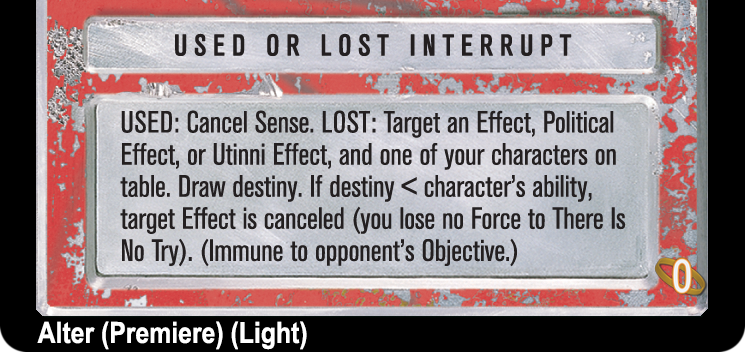 USED OR LOST INTERRUPT
USED: Cancel Sense. LOST: Target an Effect, Political
Effect, or Utinni Effect, and one of your characters on
table. Draw destiny. If destiny < character's ability,
target Effect is canceled (you lose no Force to There Is
No Try). (Immune to opponent's Objective.)
0
Alter (Premiere) (Light)